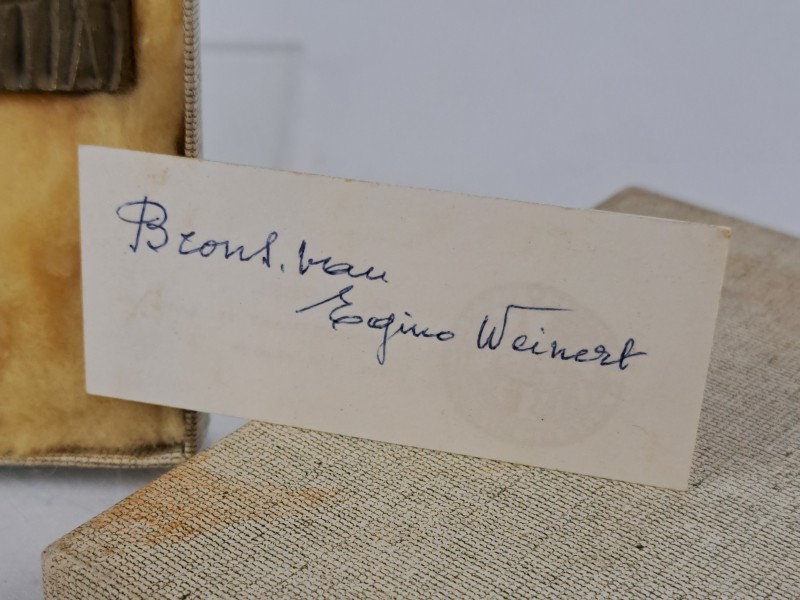 Brons. van
Egino Weinert